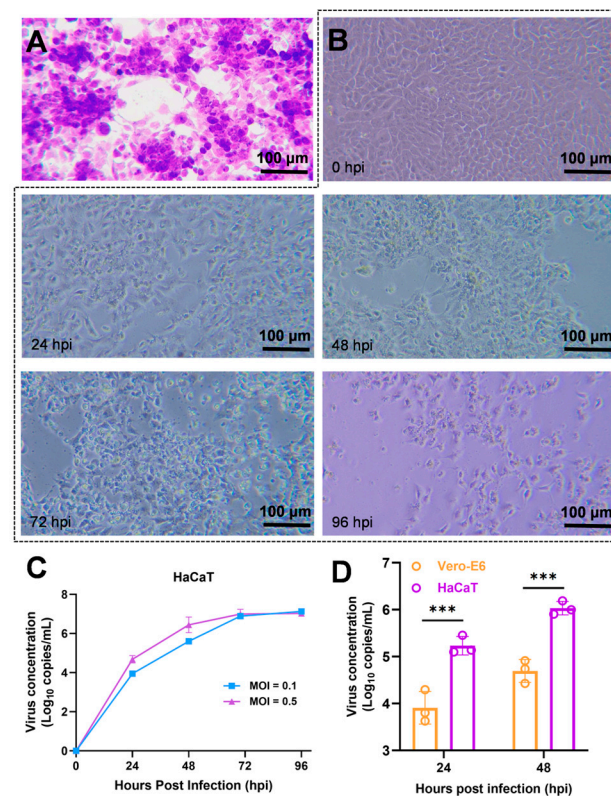 A
100 μm
B
0 hpi
100 μm
24 hpi
100 μm
48 hpi
100 μm
72 hpi
100 μm
96 hpi
100 μm
C
HaCaT
Virus concentration
(Log10 copies/mL)
8
6
4
2
0
MOI = 0.1
MOI = 0.5
0 24 48 72 96
Hours Post Infection (hpi)
D
Vero-E6
HaCaT
Virus concentration
(Log10 copies/mL)
7
6
5
4
3
***
***
24 48
Hours post infection (hpi)